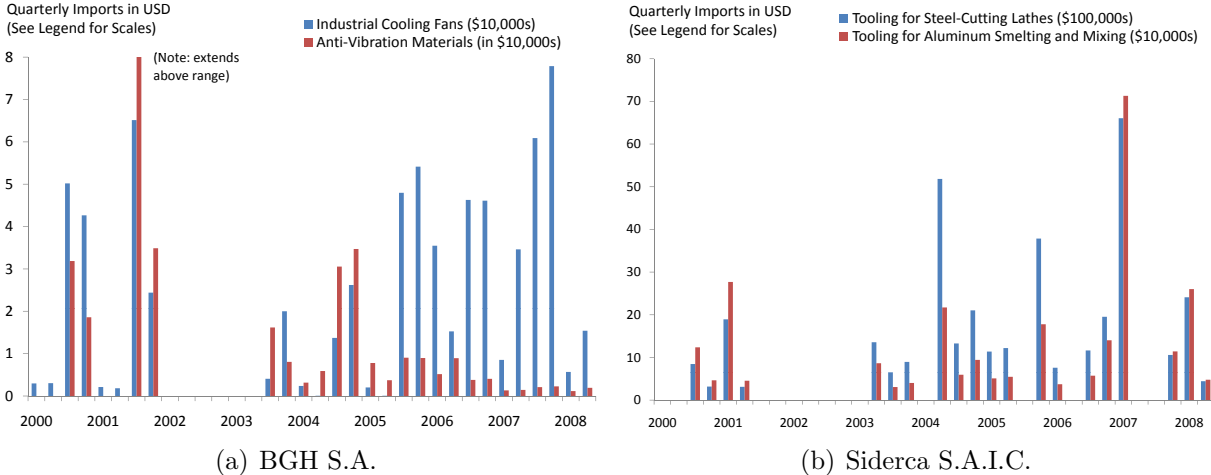 Quarterly Imports in USD
(See Legend for Scales)
Industrial Cooling Fans ($10,000s)
Anti-Vibration Materials (in $10,000s)
(Note: extends
above range)
8
7
6
5
4
3
2
1
0
2000 2001 2002 2003 2004 2005 2006 2007 2008
(a) BGH S.A.
Quarterly Imports in USD
(See Legend for Scales)
Tooling for Steel-Cutting Lathes ($100,000s)
Tooling for Aluminum Smelting and Mixing ($10,000s)
80
70
60
50
40
30
20
10
0
2000 2001 2002 2003 2004 2005 2006 2007 2008
(b) Siderca S.A.I.C.